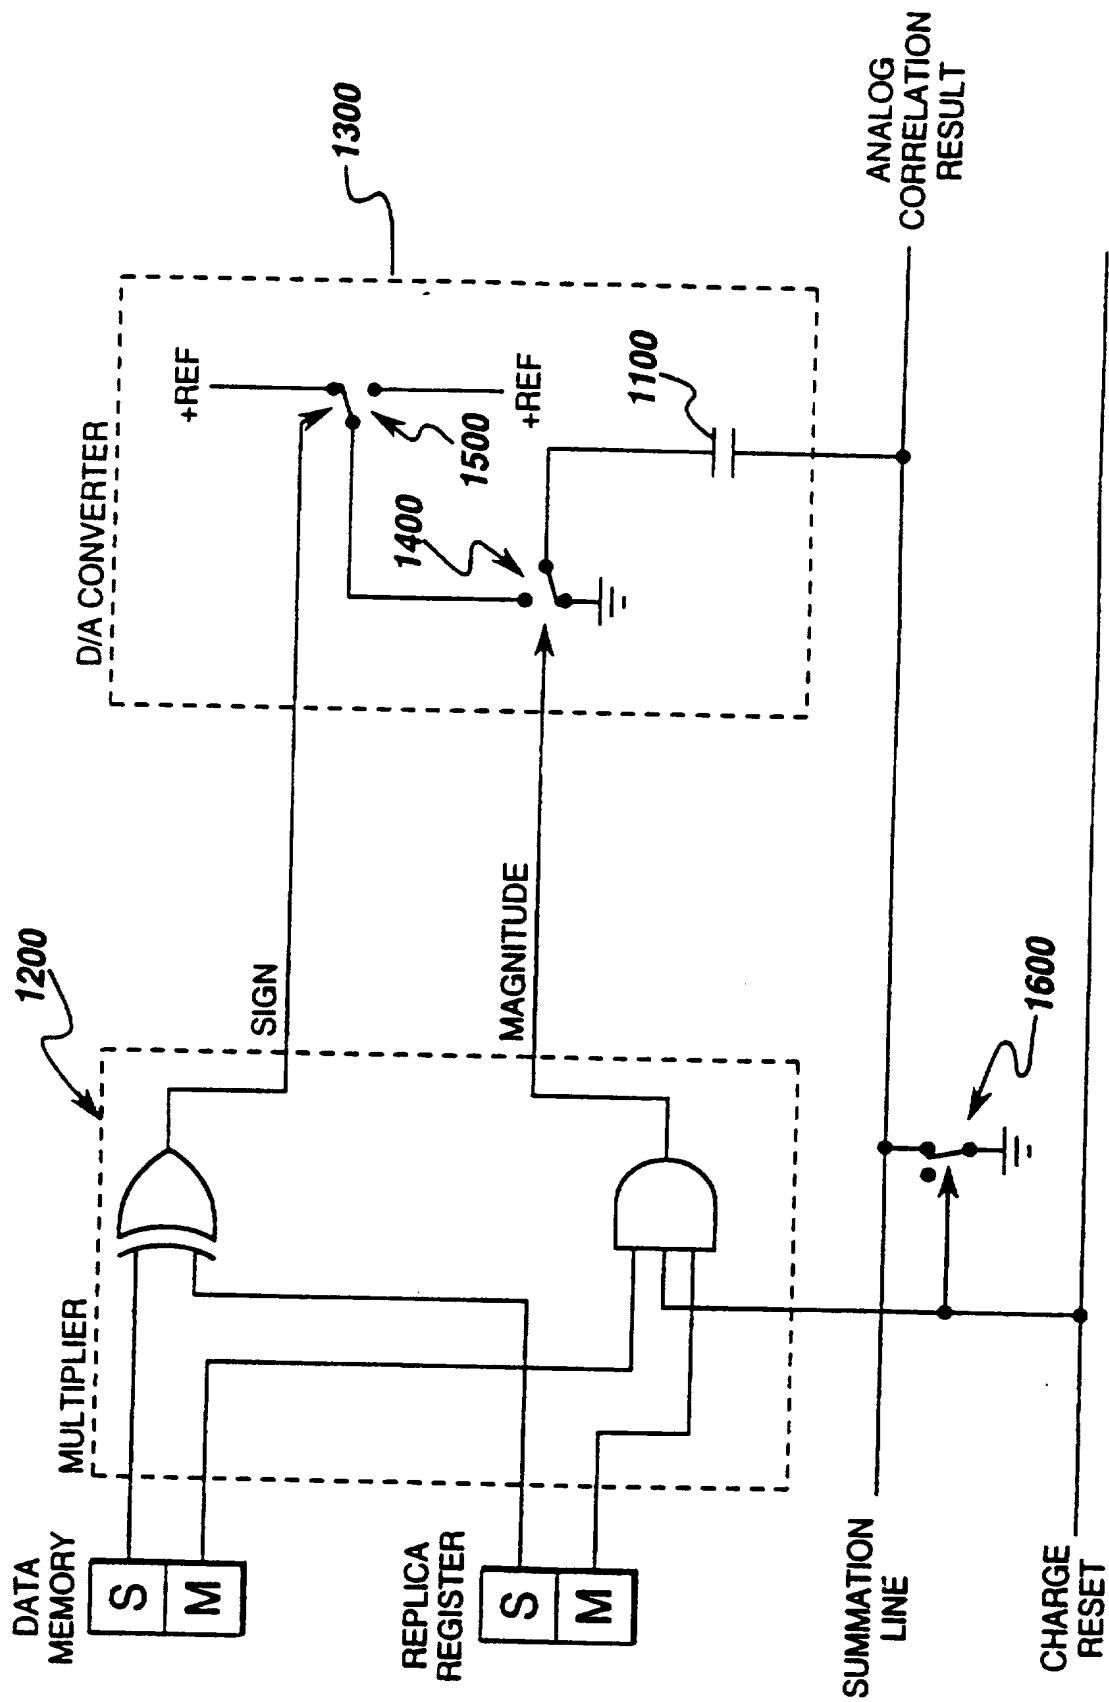 DATA
MEMORY
S
M
REPLICA
REGISTER
S
M
MULTIPLIER
1200
SIGN
MAGNITUDE
D/A CONVERTER
1300
+REF
1500
+REF
1400
1100
SUMMATION
LINE
CHARGE
RESET
1600
ANALOG
CORRELATION
RESULT